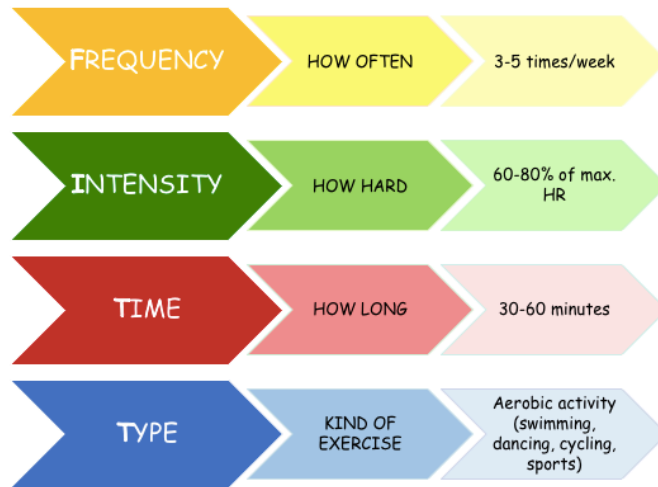 FREQUENCY
HOW OFTEN
3-5 times/week
INTENSITY
HOW HARD
60-80% of max.
HR
TIME
HOW LONG
30-60 minutes
TYPE
KIND OF
EXERCISE
Aerobic activity
(swimming,
dancing, cycling,
sports)